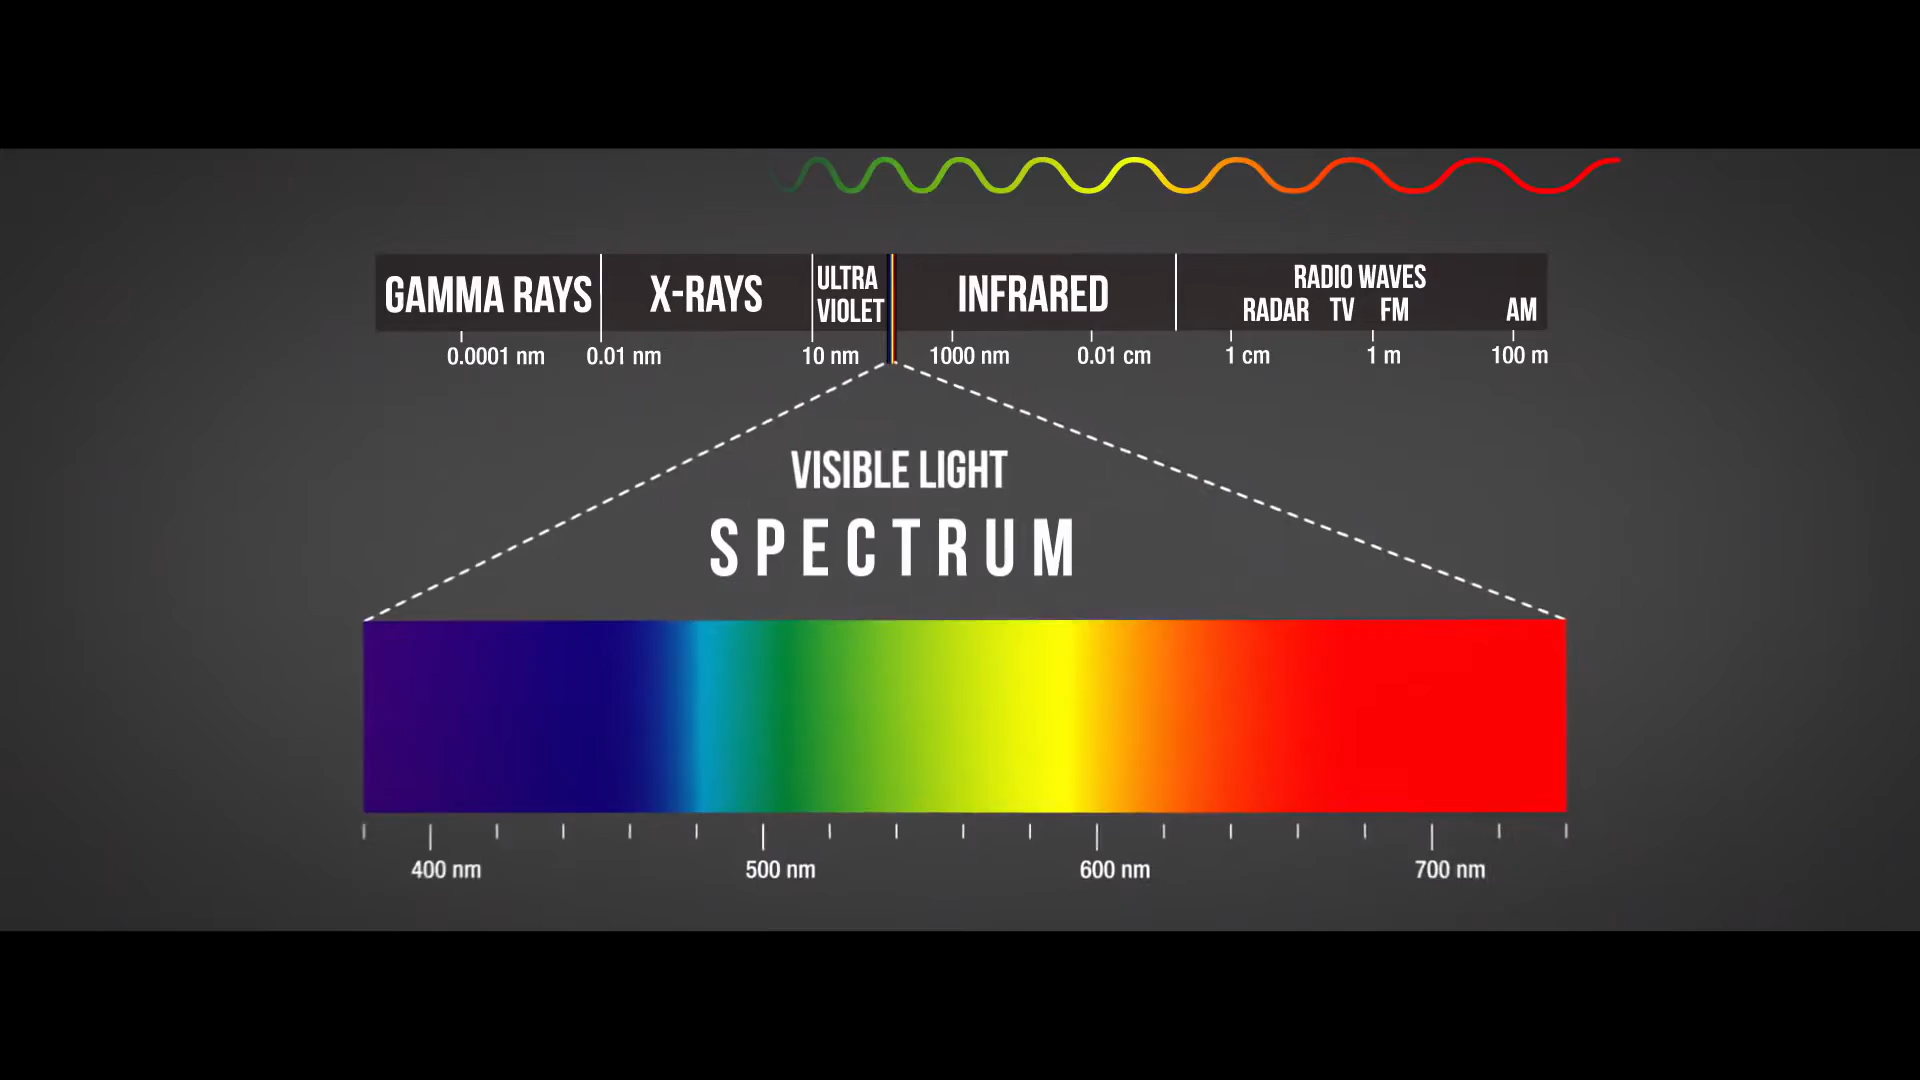 GAMMA RAYS
X-RAYS
ULTRA
VIOLET
INFRARED
RADIO WAVES
RADAR TV FM AM
0.0001 nm 0.01 nm 10 nm 1000 nm 0.01 cm 1 cm 1 m 100 m
VISIBLE LIGHT
SPECTRUM
400 nm 500 nm 600 nm 700 nm